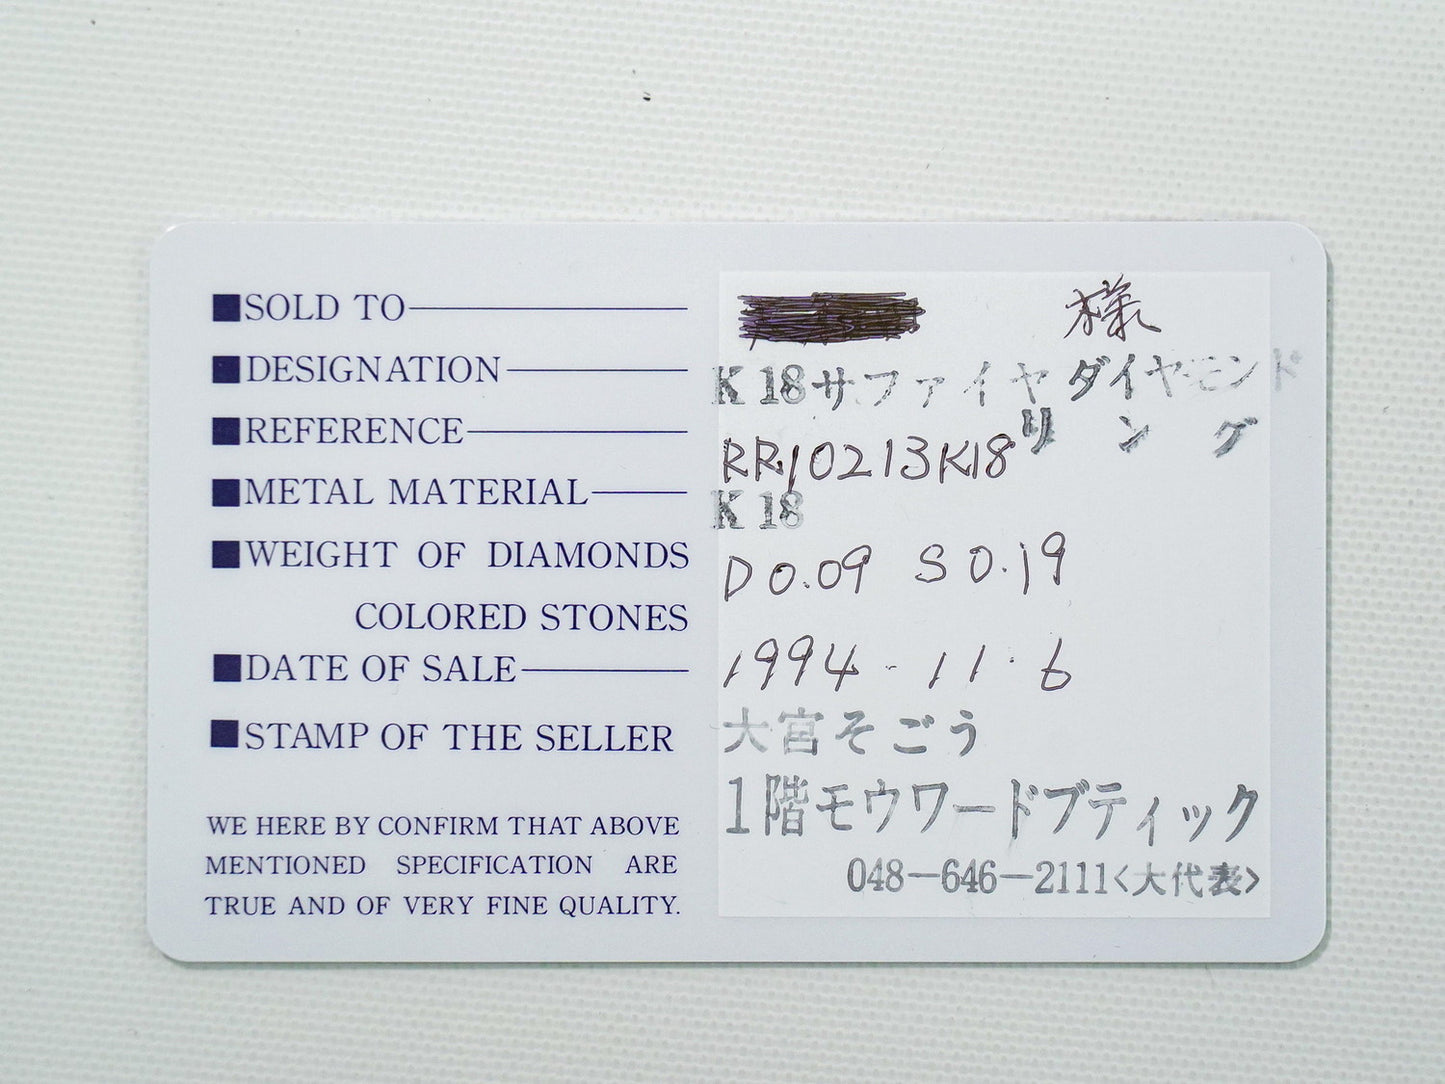 ■SOLD TO 様
■DESIGNATION K18サファイヤダイヤモンド
リング
■REFERENCE RR10213K18
■METAL MATERIAL K18
■WEIGHT OF DIAMONDS D0.09 S0.19
COLORED STONES
■DATE OF SALE 1994.11.6
■STAMP OF THE SELLER 大宮そごう
1階モウワードブティック
048-646-2111<大代表>
WE HERE BY CONFIRM THAT ABOVE
MENTIONED SPECIFICATION ARE
TRUE AND OF VERY FINE QUALITY.